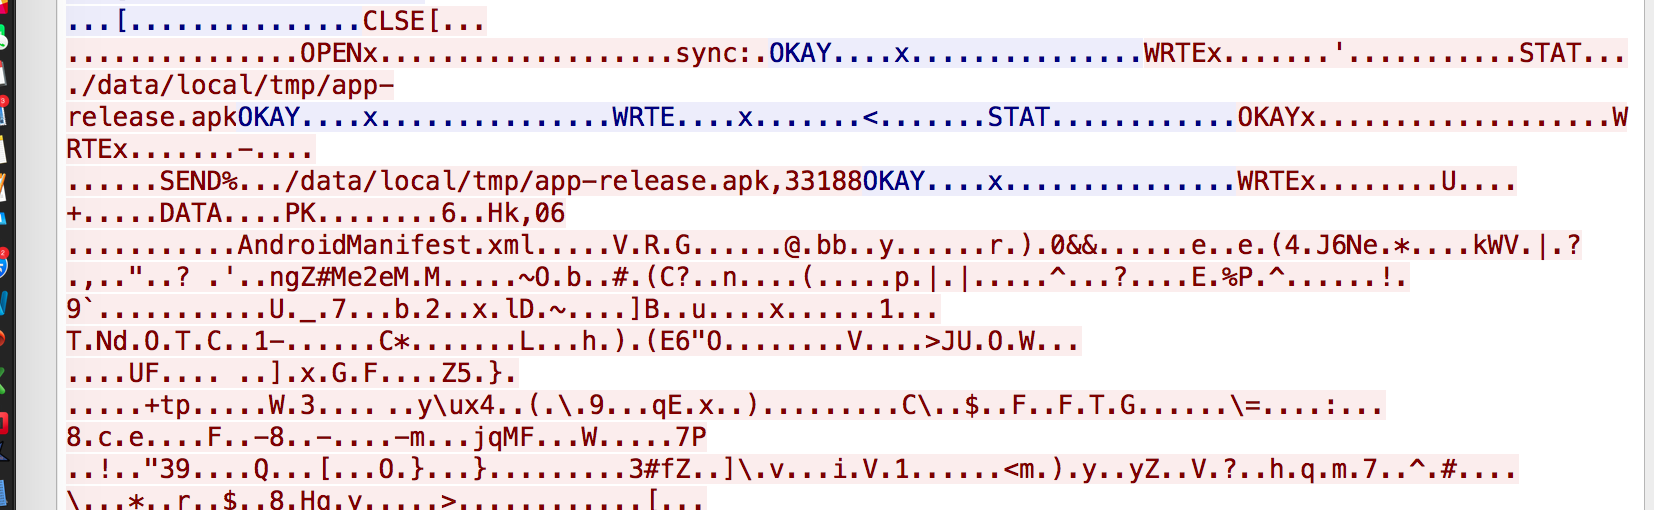 ...[...............CLSE[...
...............OPENx...................sync:.OKAY....x...............WRTEx.......'...........STAT...
./data/local/tmp/app-
release.apkOKAY....x...............WRTE....x.......<.......STAT............OKAYx...................W
RTEx.......-....
......SEND%.../data/local/tmp/app-release.apk,33188OKAY....x...............WRTEx........U....
+.....DATA....PK........6..Hk,06
...........AndroidManifest.xml.....V.R.G......@.bb..y......r.).0&&......e..e.(4.J6Ne.*....kWV.|.?
.,.."..? .'..ngZ#Me2eM.M.....~O.b..#.(C?..n....(.....p.|.|.....^...?....E.%P.^......!.
9`...........U._.7...b.2..x.lD.~....]B..u....x......1...
T.Nd.O.T.C..1-......C*.......L...h.).(E6"O........V....>JU.O.W...
....UF.... ..].x.G.F....Z5.}.
.....+tp.....W.3.... ..y\ux4..(.\.9...qE.x..).........C\..$..F..F.T.G......\=....:...
8.c.e....F..-8..-....-m...jqMF...W.....7P
..!.."39....Q...[...O.}...}.........3#fZ..]\.v...i.V.1......<m.).y..yZ..V.?..h.q.m.7..^.#....
\...*..r..$..8.Hg.v.....>............[...